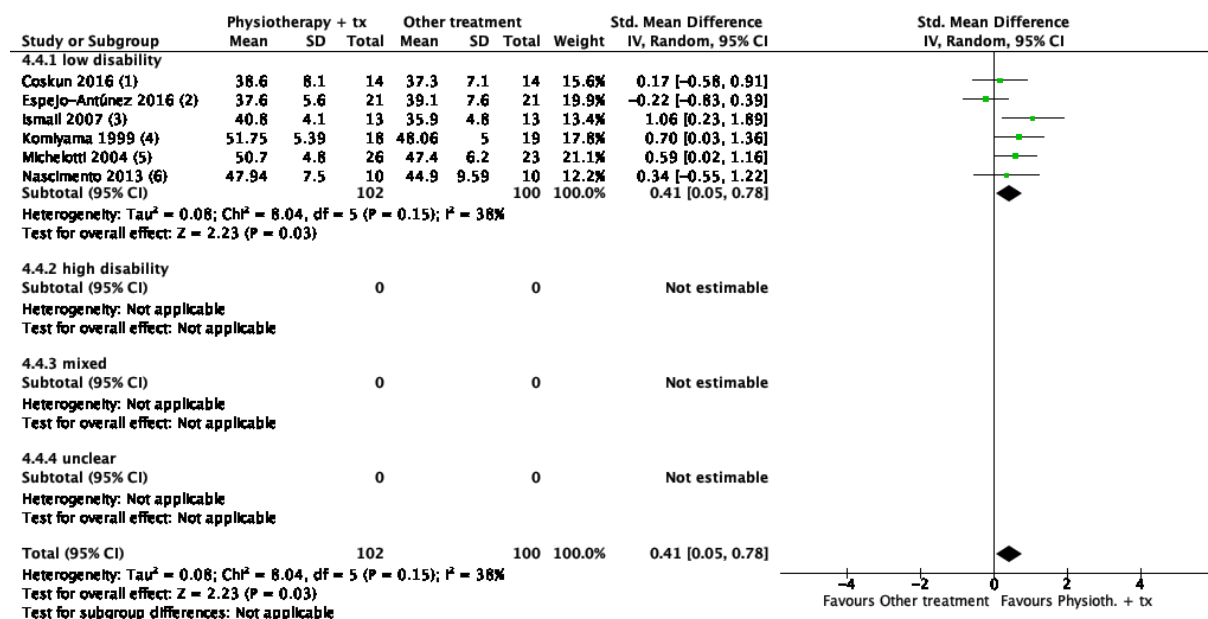 Physiotherapy + tx Other treatment Std. Mean Difference Std. Mean Difference
Study or Subgroup Mean SD Total Mean SD Total Weight IV, Random, 95% CI IV, Random, 95% CI
4.4.1 low disability
Coskun 2016 (1) 38.6 8.1 14 37.3 7.1 14 15.6% 0.17 [-0.58, 0.91]
Espejo-Antúnez 2016 (2) 37.6 5.6 21 39.1 7.6 21 19.9% -0.22 [-0.83, 0.39]
Ismail 2007 (3) 40.8 4.1 13 35.9 4.8 13 13.4% 1.06 [0.23, 1.89]
Komiyama 1999 (4) 51.75 5.39 18 48.06 5 19 17.8% 0.70 [0.03, 1.36]
Michelotti 2004 (5) 50.7 4.8 26 47.4 6.2 23 21.1% 0.59 [0.02, 1.16]
Nascimento 2013 (6) 47.94 7.5 10 44.9 9.59 10 12.2% 0.34 [-0.55, 1.22]
Subtotal (95% CI) 102 100 100.0% 0.41 [0.05, 0.78]
Heterogeneity: Tau² = 0.08; Chi² = 8.04, df = 5 (P = 0.15); I² = 38%
Test for overall effect: Z = 2.23 (P = 0.03)
4.4.2 high disability
Subtotal (95% CI) 0 0 Not estimable
Heterogeneity: Not applicable
Test for overall effect: Not applicable
4.4.3 mixed
Subtotal (95% CI) 0 0 Not estimable
Heterogeneity: Not applicable
Test for overall effect: Not applicable
4.4.4 unclear
Subtotal (95% CI) 0 0 Not estimable
Heterogeneity: Not applicable
Test for overall effect: Not applicable
Total (95% CI) 102 100 100.0% 0.41 [0.05, 0.78]
Heterogeneity: Tau² = 0.08; Chi² = 8.04, df = 5 (P = 0.15); I² = 38%
Test for overall effect: Z = 2.23 (P = 0.03)
Test for subgroup differences: Not applicable
-4 -2 0 2 4
Favours Other treatment Favours Physioth. + tx